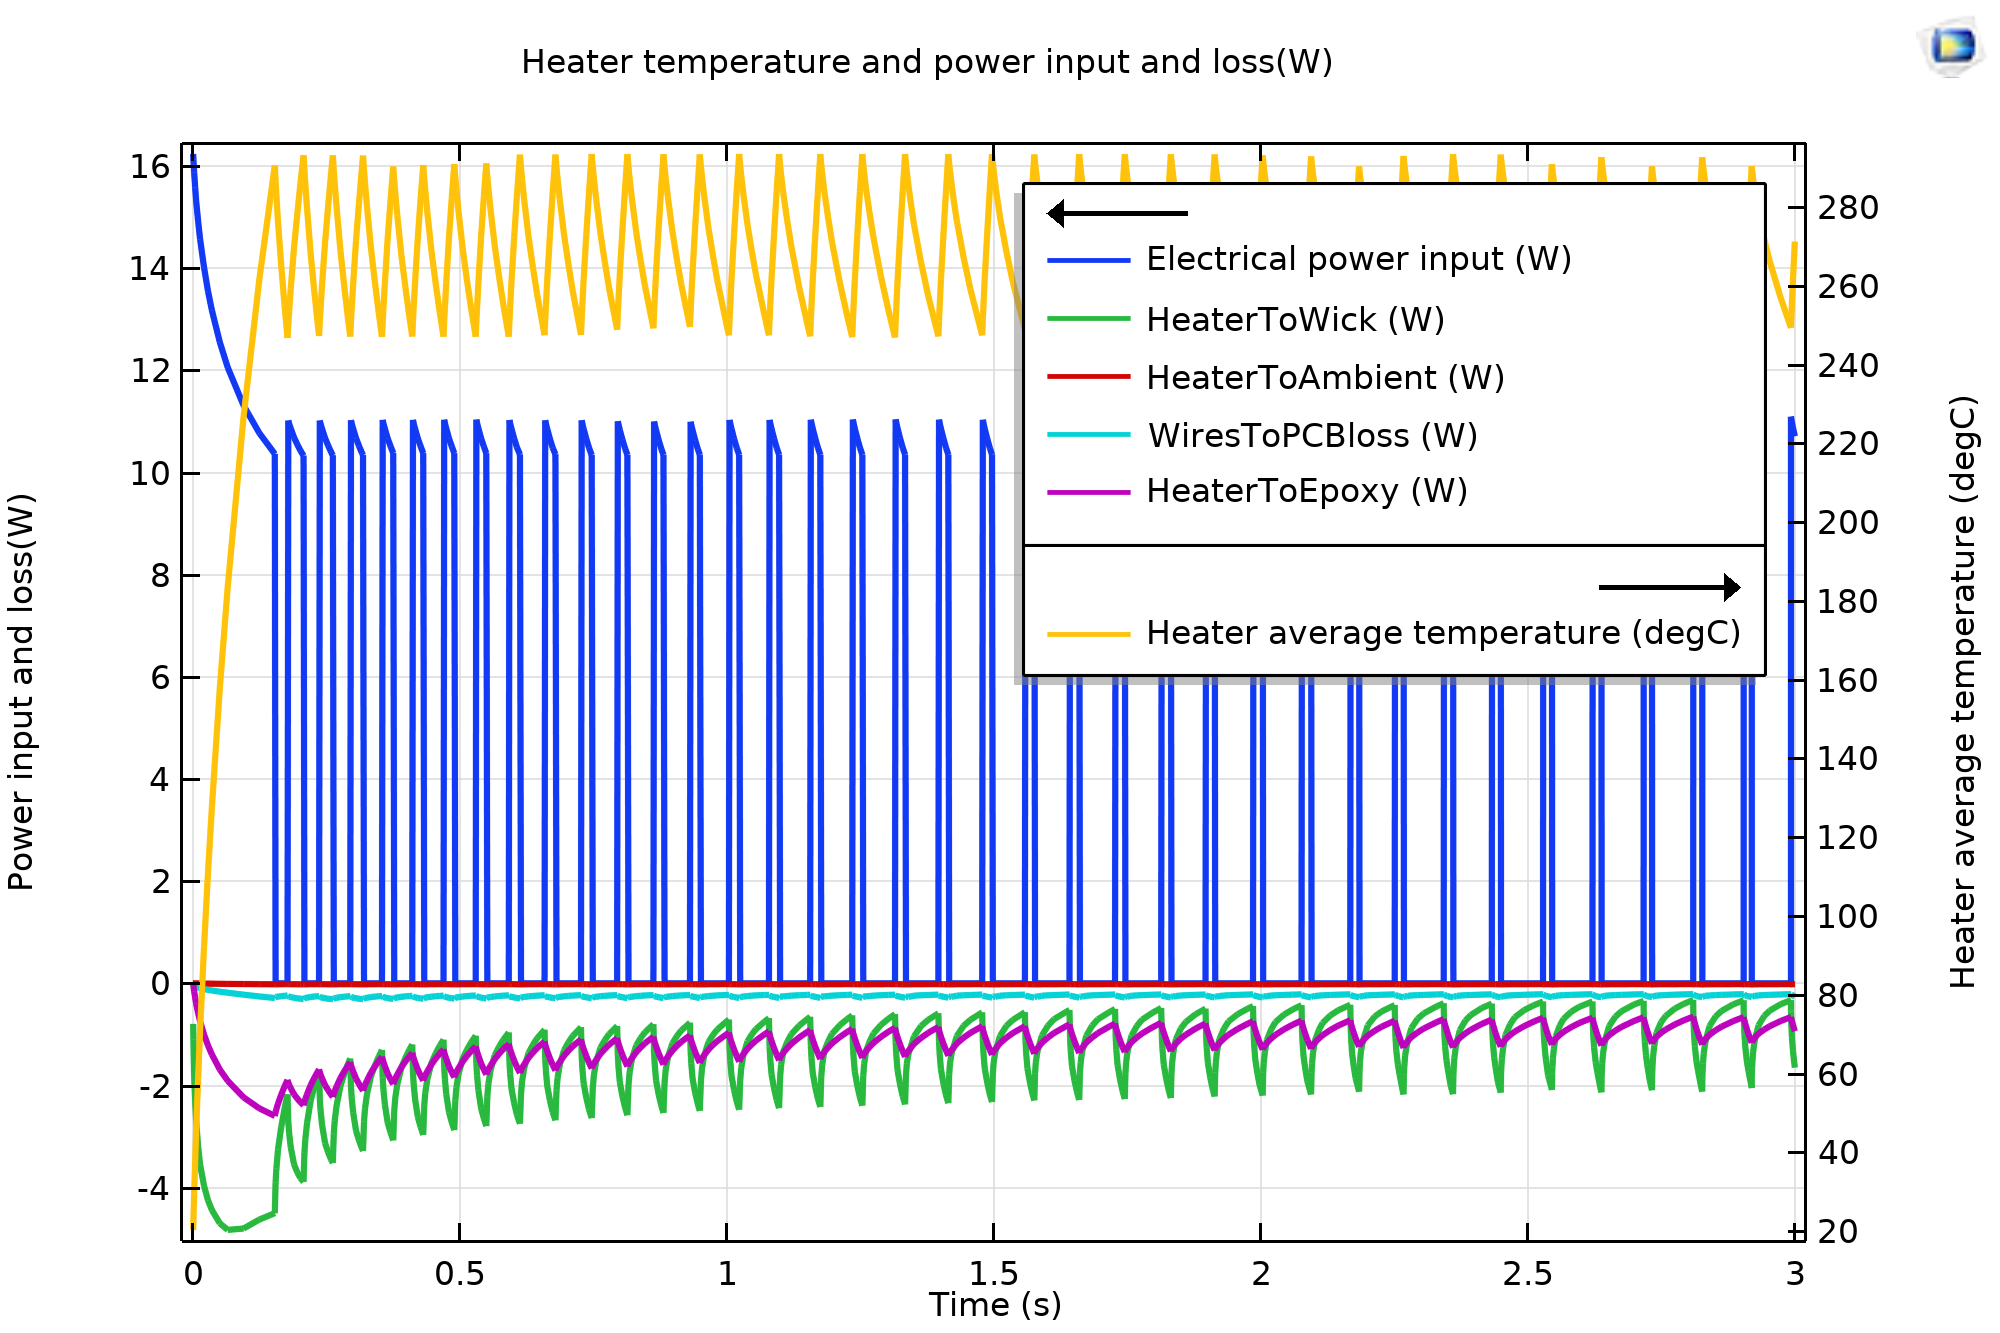 Heater temperature and power input and loss(W)
16
14
12
10
8
6
4
2
0
-2
-4
Power input and loss(W)
280
260
240
220
200
180
160
140
120
100
80
60
40
20
Heater average temperature (degC)
Electrical power input (W)
HeaterToWick (W)
HeaterToAmbient (W)
WiresToPCBloss (W)
HeaterToEpoxy (W)
Heater average temperature (degC)
0 0.5 1 1.5 2 2.5 3
Time (s)